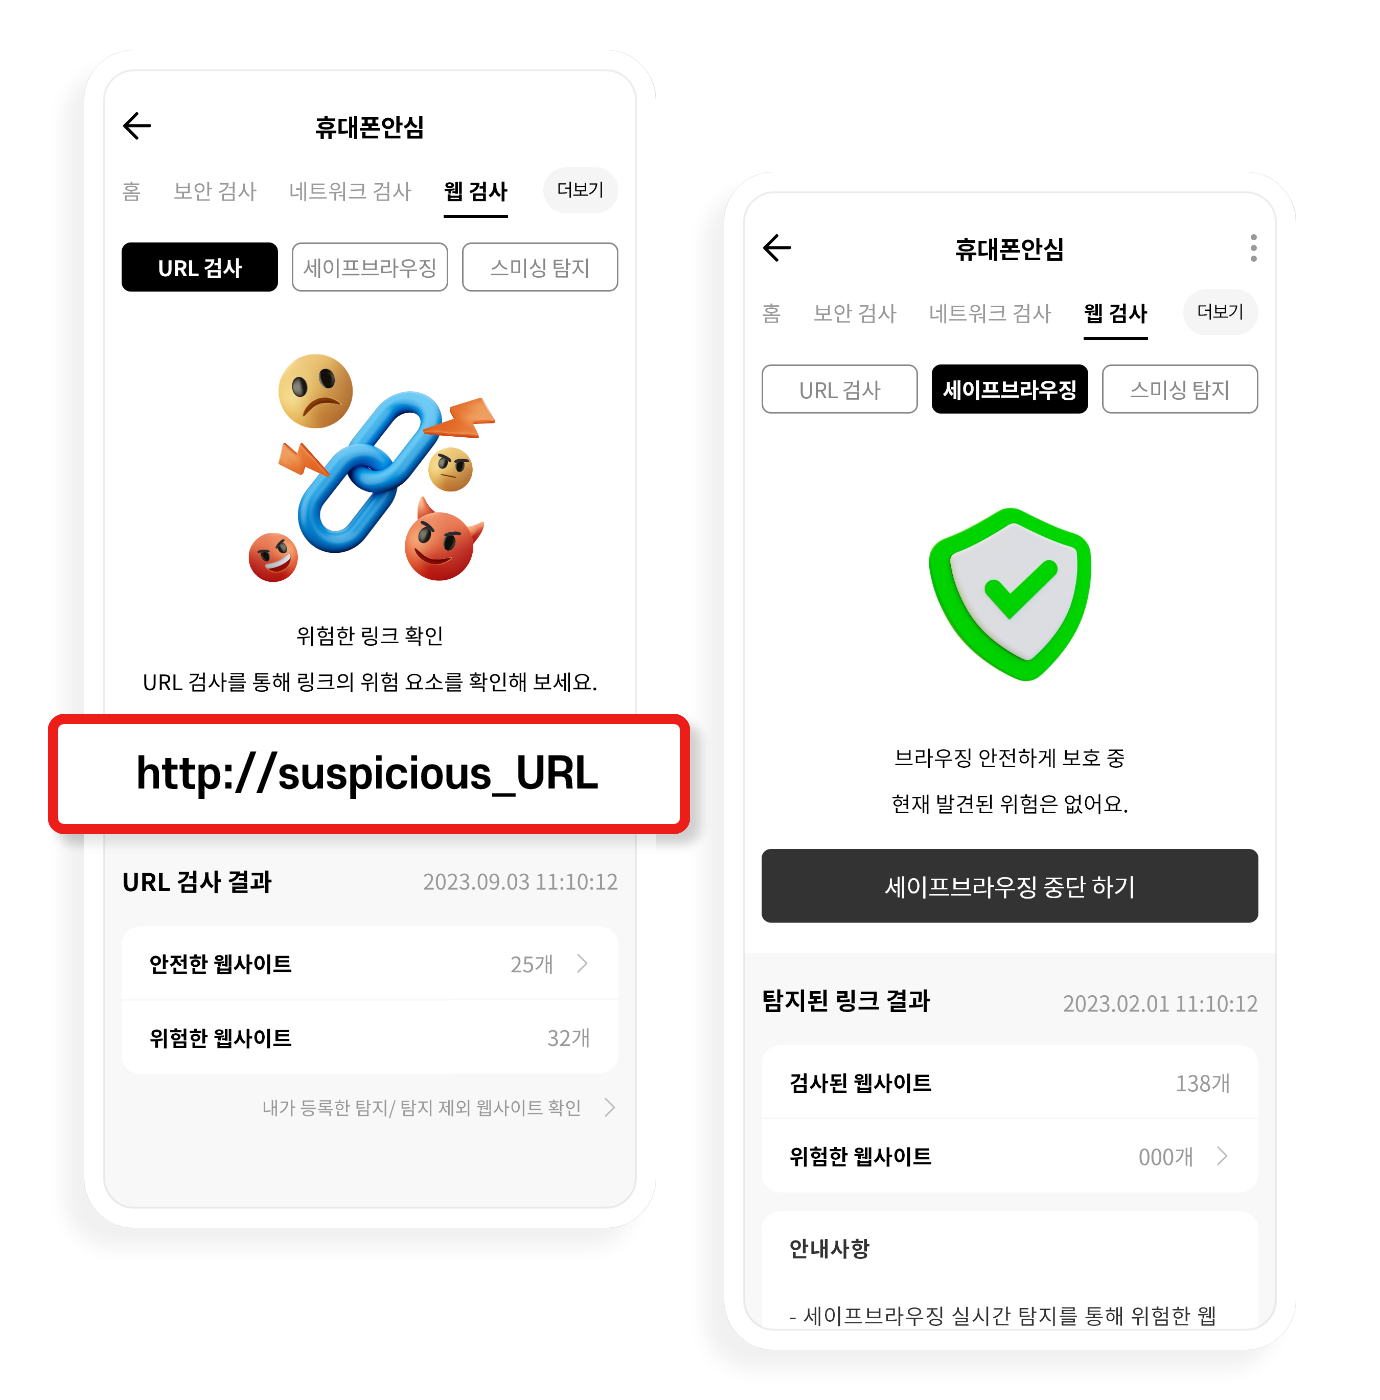 휴대폰안심
홈 보안 검사 네트워크 검사 웹 검사 더보기
URL 검사 세이프브라우징 스미싱 탐지
위험한 링크 확인
URL 검사를 통해 링크의 위험 요소를 확인해 보세요.
http://suspicious_URL
URL 검사 결과 2023.09.03 11:10:12
안전한 웹사이트 25개
위험한 웹사이트 32개
내가 등록한 탐지/ 탐지 제외 웹사이트 확인
휴대폰안심
홈 보안 검사 네트워크 검사 웹 검사 더보기
URL 검사 세이프브라우징 스미싱 탐지
브라우징 안전하게 보호 중
현재 발견된 위험은 없어요.
세이프브라우징 중단 하기
탐지된 링크 결과 2023.02.01 11:10:12
검사된 웹사이트 138개
위험한 웹사이트 000개
안내사항
- 세이프브라우징 실시간 탐지를 통해 위험한 웹